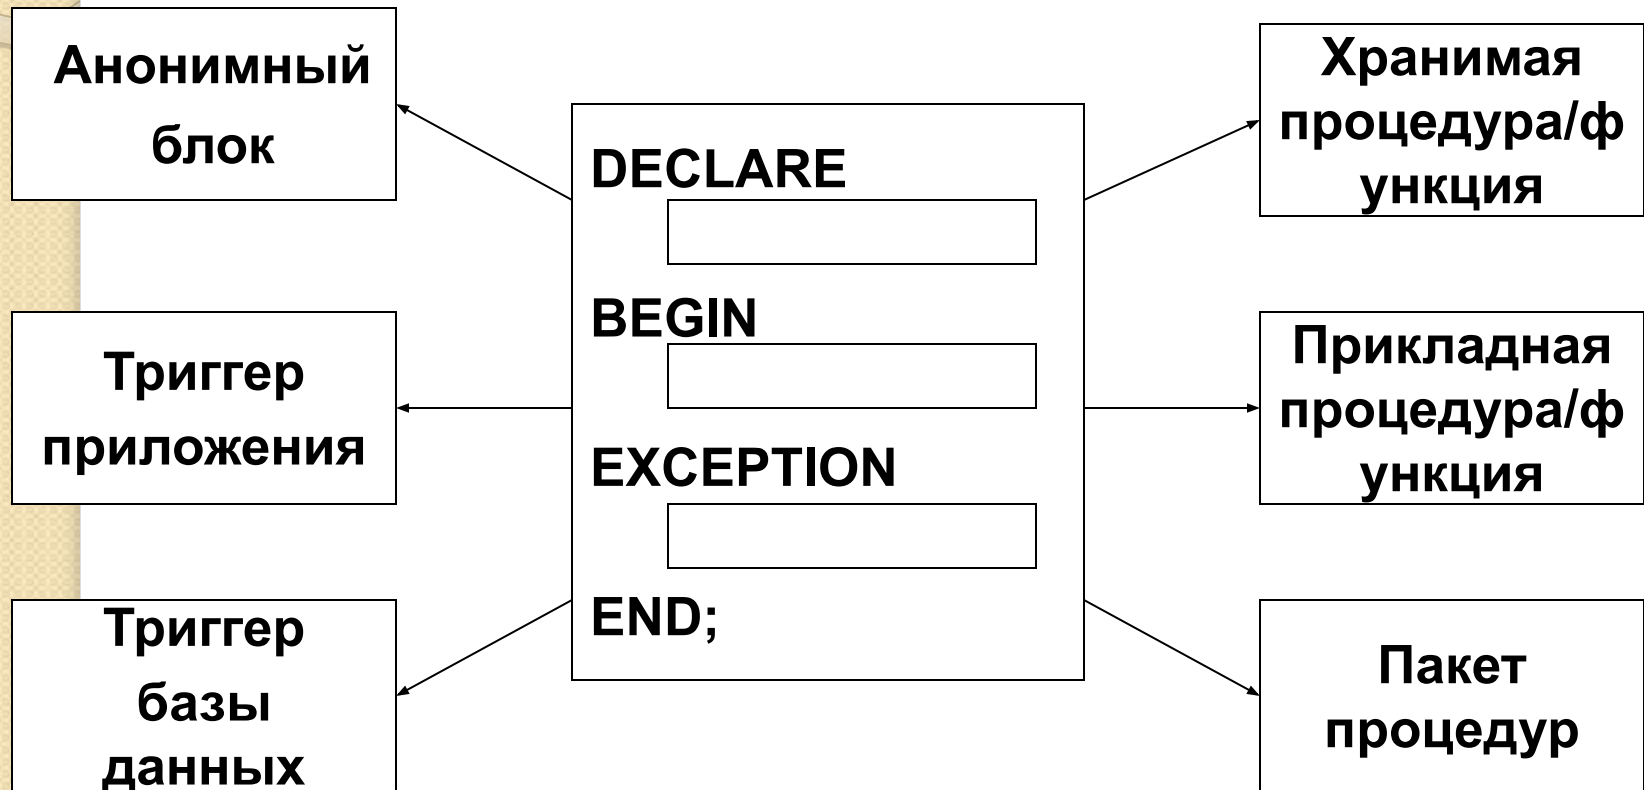 Анонимный
блок
Триггер
приложения
Триггер
базы
данных
DECLARE
BEGIN
EXCEPTION
END;
Хранимая
процедура/ф
ункция
Прикладная
процедура/ф
ункция
Пакет
процедур